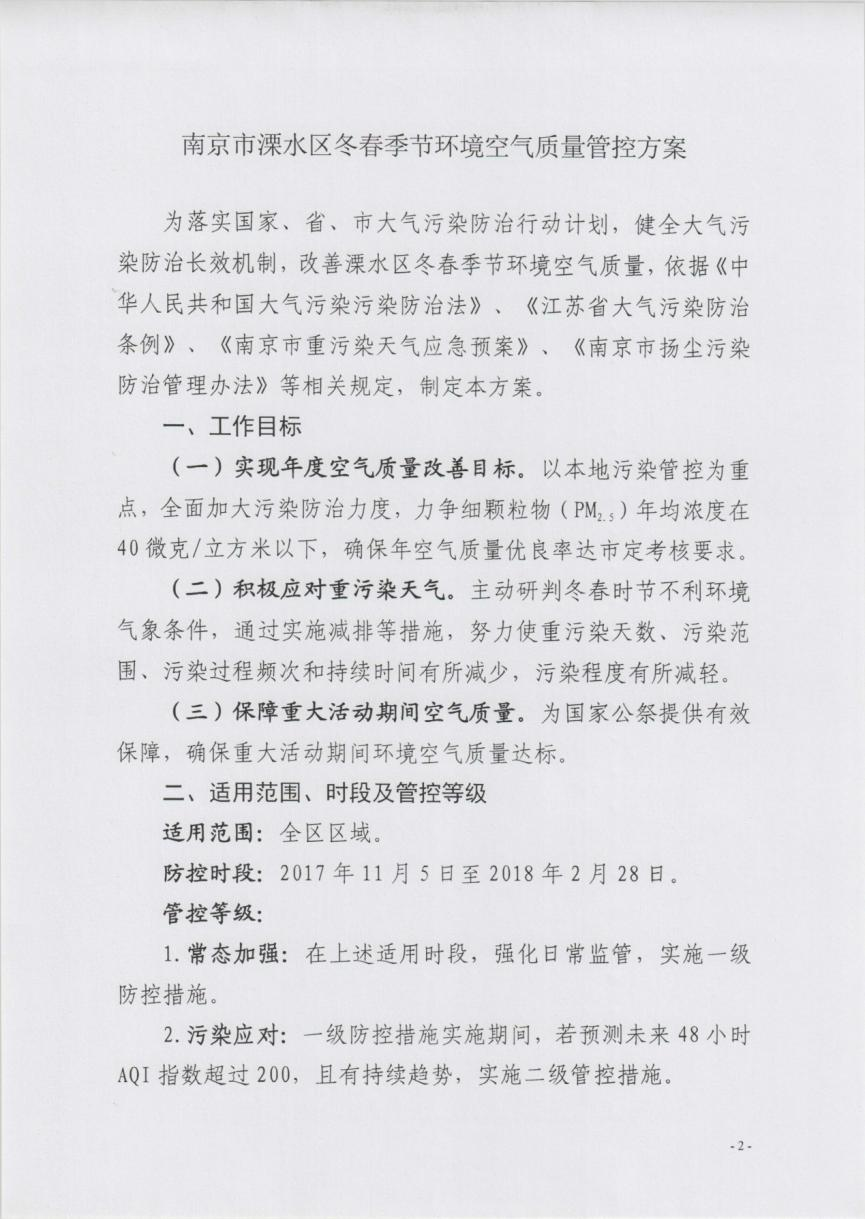 南京市溧水区冬春季节环境空气质量管控方案
为落实国家、省、市大气污染防治行动计划，健全大气污
染防治长效机制，改善溧水区冬春季节环境空气质量，依据《中
华人民共和国大气污染污染防治法》、《江苏省大气污染防治
条例》、《南京市重污染天气应急预案》、《南京市扬尘污染
防治管理办法》等相关规定，制定本方案。
一、工作目标
（一）实现年度空气质量改善目标。以本地污染管控为重
点，全面加大污染防治力度，力争细颗粒物（PM2.5）年均浓度在
40微克/立方米以下，确保年空气质量优良率达市定考核要求。
（二）积极应对重污染天气。主动研判冬春时节不利环境
气象条件，通过实施减排等措施，努力使重污染天数、污染范
围、污染过程频次和持续时间有所减少，污染程度有所减轻。
（三）保障重大活动期间空气质量。为国家公祭提供有效
保障，确保重大活动期间环境空气质量达标。
二、适用范围、时段及管控等级
适用范围：全区区域。
防控时段：2017年11月5日至2018年2月28日。
管控等级：
1.常态加强：在上述适用时段，强化日常监管，实施一级
防控措施。
2.污染应对：一级防控措施实施期间，若预测未来48小时
AQI指数超过200，且有持续趋势，实施二级管控措施。
-2-